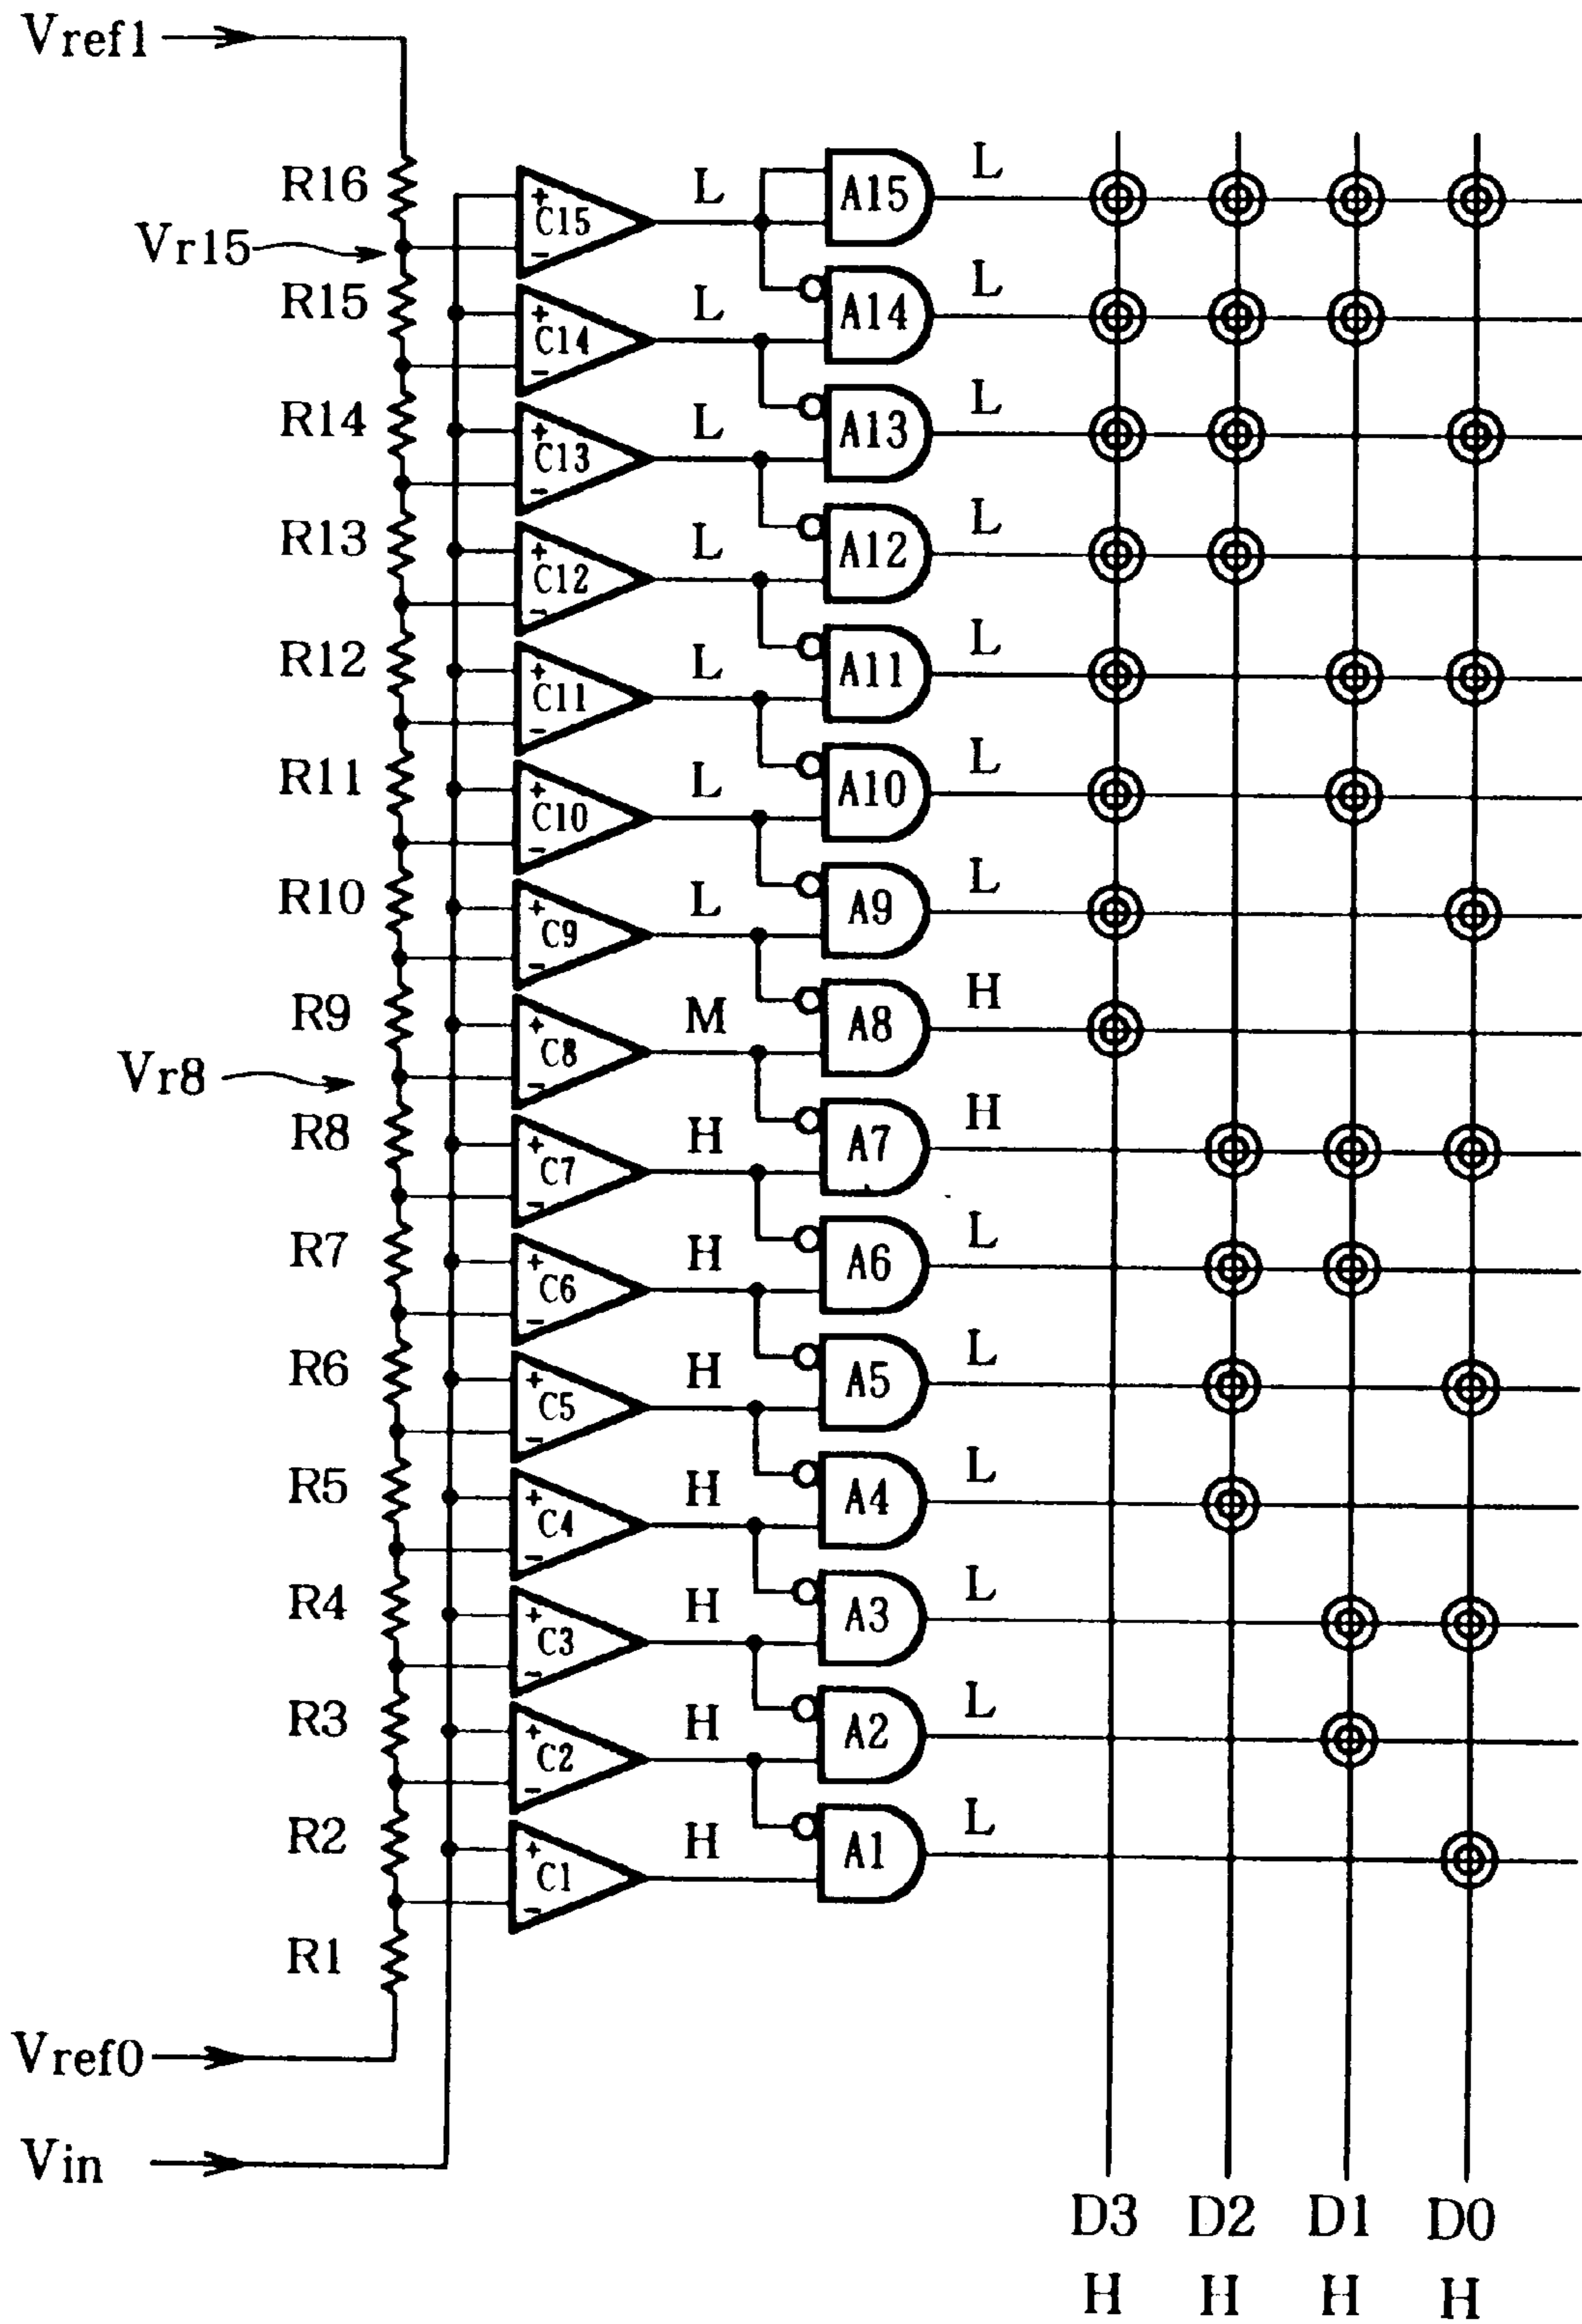 Vref1
R16 + C15 - L A15 L
Vr15
R15 + C14 - L A14 L
R14 + C13 - L A13 L
R13 + C12 - L A12 L
R12 + C11 - L A11 L
R11 + C10 - L A10 L
R10 + C9 - L A9 L
R9 + C8 - M A8 H
Vr8
R8 + C7 - H A7 H
R7 + C6 - H A6 L
R6 + C5 - H A5 L
R5 + C4 - H A4 L
R4 + C3 - H A3 L
R3 + C2 - H A2 L
R2 + C1 - H A1 L
R1
Vref0
Vin
D3 D2 D1 D0
H H H H